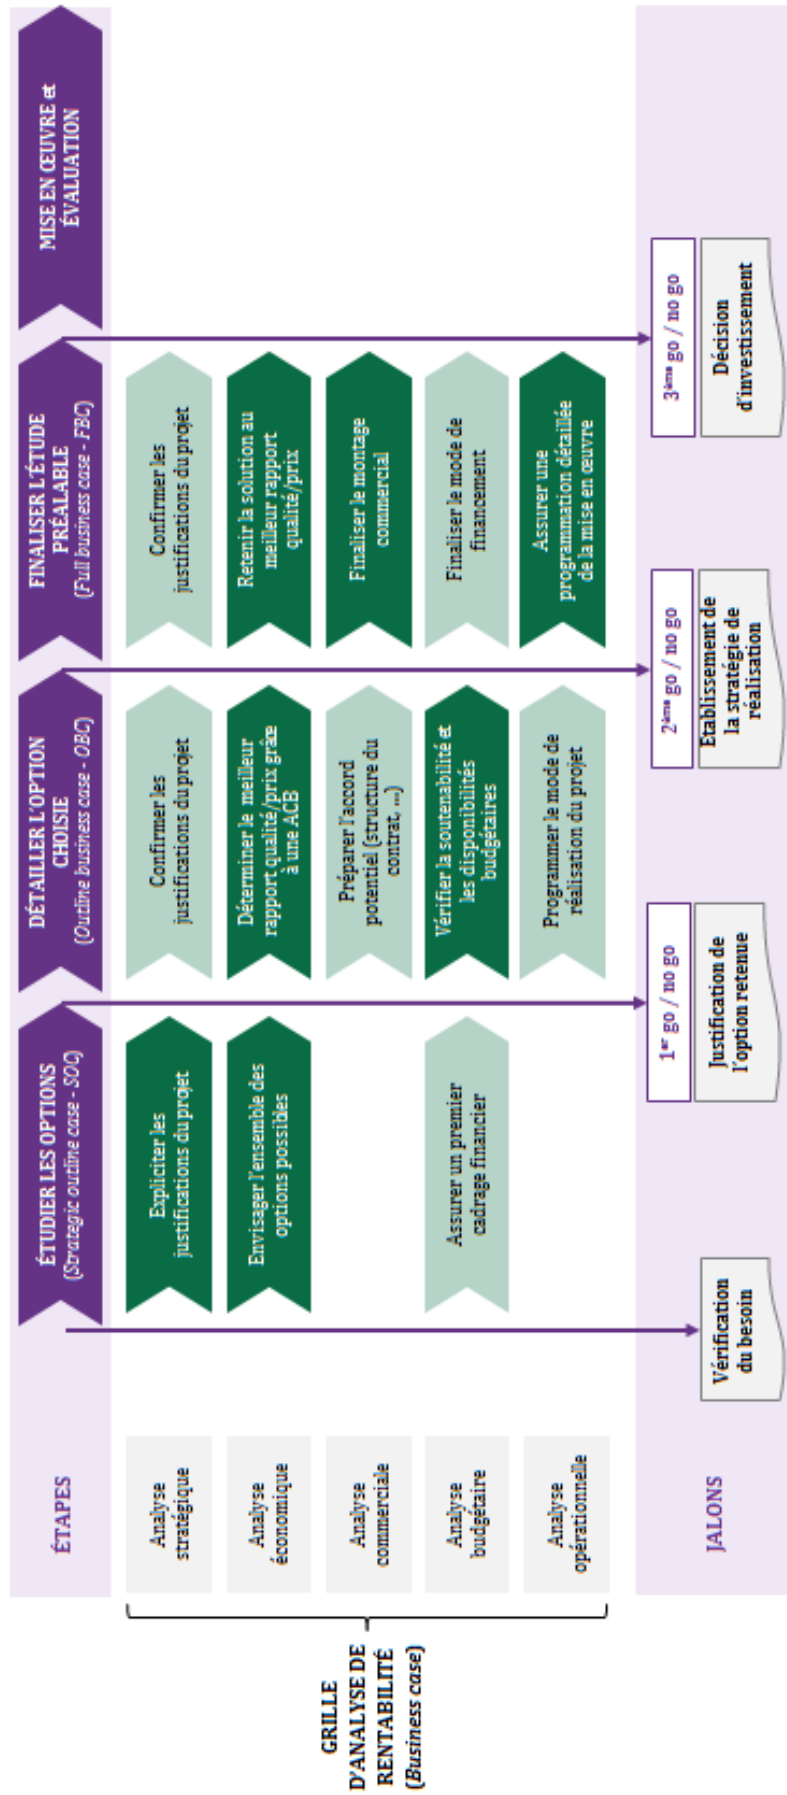 ÉTAPES
ÉTUDIER LES OPTIONS
(Strategic outline case - SOC)
DÉTAILLER L'OPTION
CHOISIE
(Outline business case - OBC)
FINALISER L'ÉTUDE
PRÉALABLE
(Full business case - FBC)
MISE EN ŒUVRE et
ÉVALUATION
GRILLE
D'ANALYSE DE
RENTABILITÉ
(Business case)
Analyse
stratégique
Expliciter les
justifications du projet
Confirmer les
justifications du projet
Confirmer les
justifications du projet
Analyse
économique
Envisager l'ensemble des
options possibles
Déterminer le meilleur
rapport qualité/prix grâce
à une ACB
Retenir la solution au
meilleur rapport
qualité/prix
Analyse
commerciale
Préparer l'accord
potentiel (structure du
contrat, ...)
Finaliser le montage
commercial
Analyse
budgétaire
Assurer un premier
cadrage financier
Vérifier la soutenabilité et
les disponibilités
budgétaires
Finaliser le mode de
financement
Analyse
opérationnelle
Programmer le mode de
réalisation du projet
Assurer une
programmation détaillée
de la mise en œuvre
JALONS
Vérification
du besoin
1er go / no go
Justification de
l'option retenue
2ème go / no go
Etablissement de
la stratégie de
réalisation
3ème go / no go
Décision
d'investissement